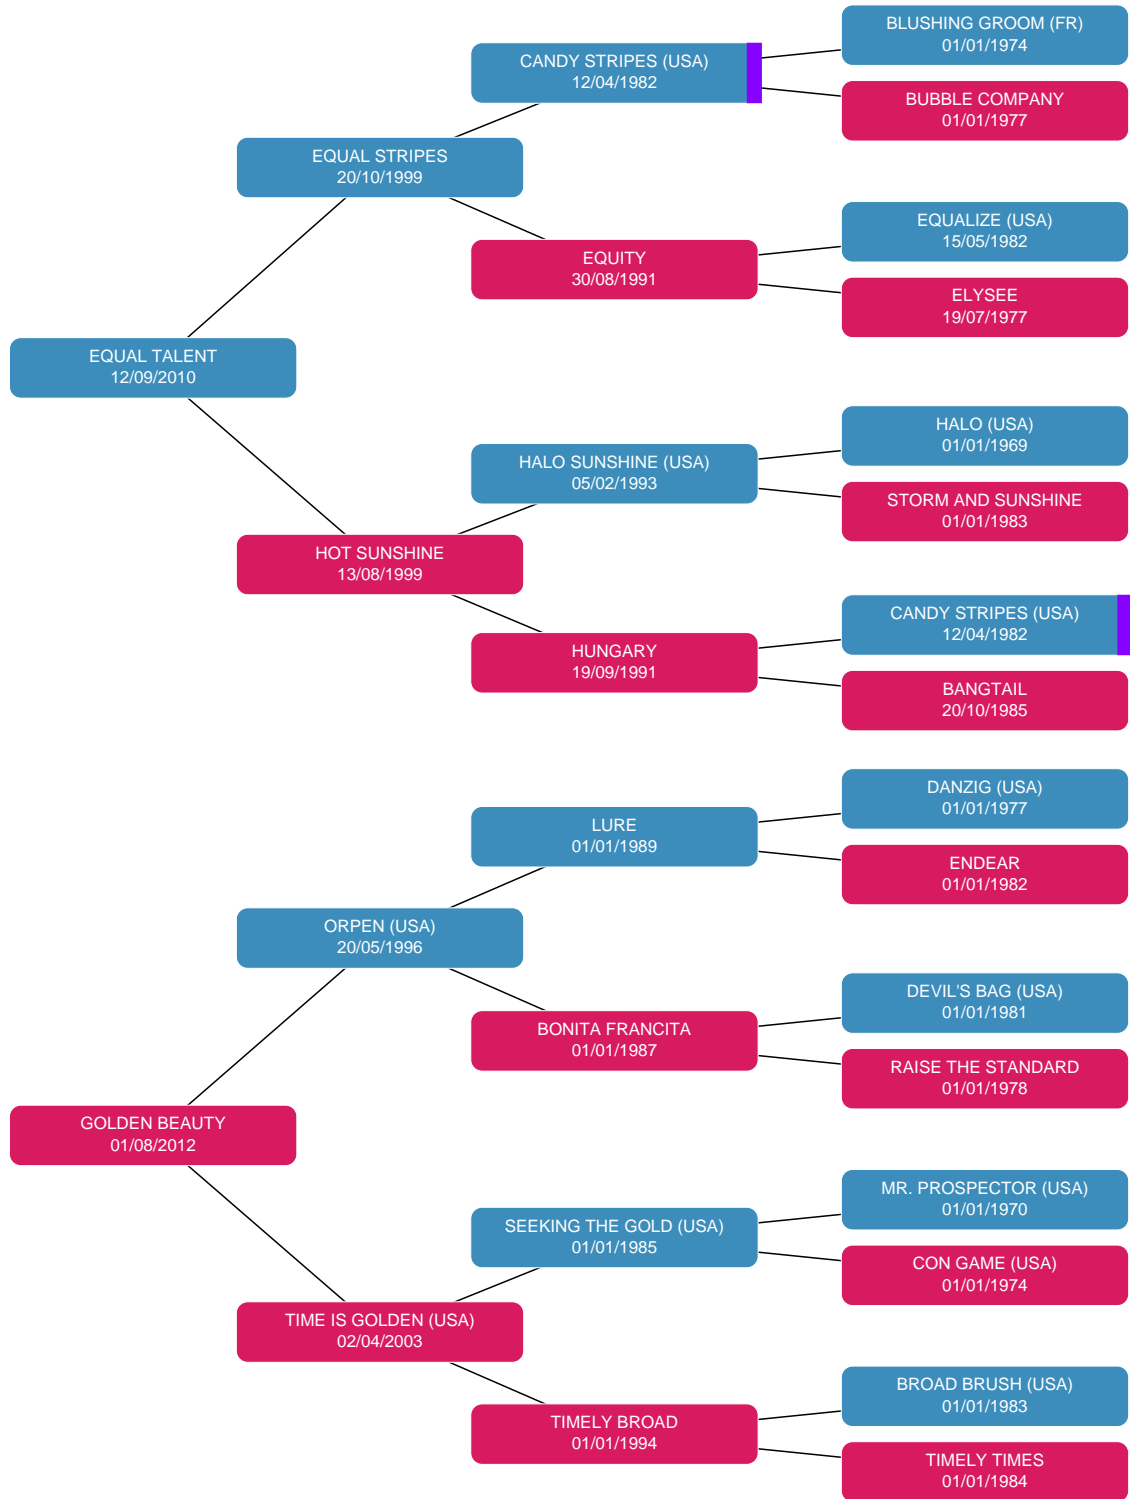 BLUSHING GROOM (FR)
01/01/1974
CANDY STRIPES (USA)
12/04/1982
BUBBLE COMPANY
01/01/1977
EQUAL STRIPES
20/10/1999
EQUALIZE (USA)
15/05/1982
EQUITY
30/08/1991
ELYSEE
19/07/1977
EQUAL TALENT
12/09/2010
HALO (USA)
01/01/1969
HALO SUNSHINE (USA)
05/02/1993
STORM AND SUNSHINE
01/01/1983
HOT SUNSHINE
13/08/1999
CANDY STRIPES (USA)
12/04/1982
HUNGARY
19/09/1991
BANGTAIL
20/10/1985
DANZIG (USA)
01/01/1977
LURE
01/01/1989
ENDEAR
01/01/1982
ORPEN (USA)
20/05/1996
DEVIL'S BAG (USA)
01/01/1981
BONITA FRANCITA
01/01/1987
RAISE THE STANDARD
01/01/1978
GOLDEN BEAUTY
01/08/2012
MR. PROSPECTOR (USA)
01/01/1970
SEEKING THE GOLD (USA)
01/01/1985
CON GAME (USA)
01/01/1974
TIME IS GOLDEN (USA)
02/04/2003
BROAD BRUSH (USA)
01/01/1983
TIMELY BROAD
01/01/1994
TIMELY TIMES
01/01/1984